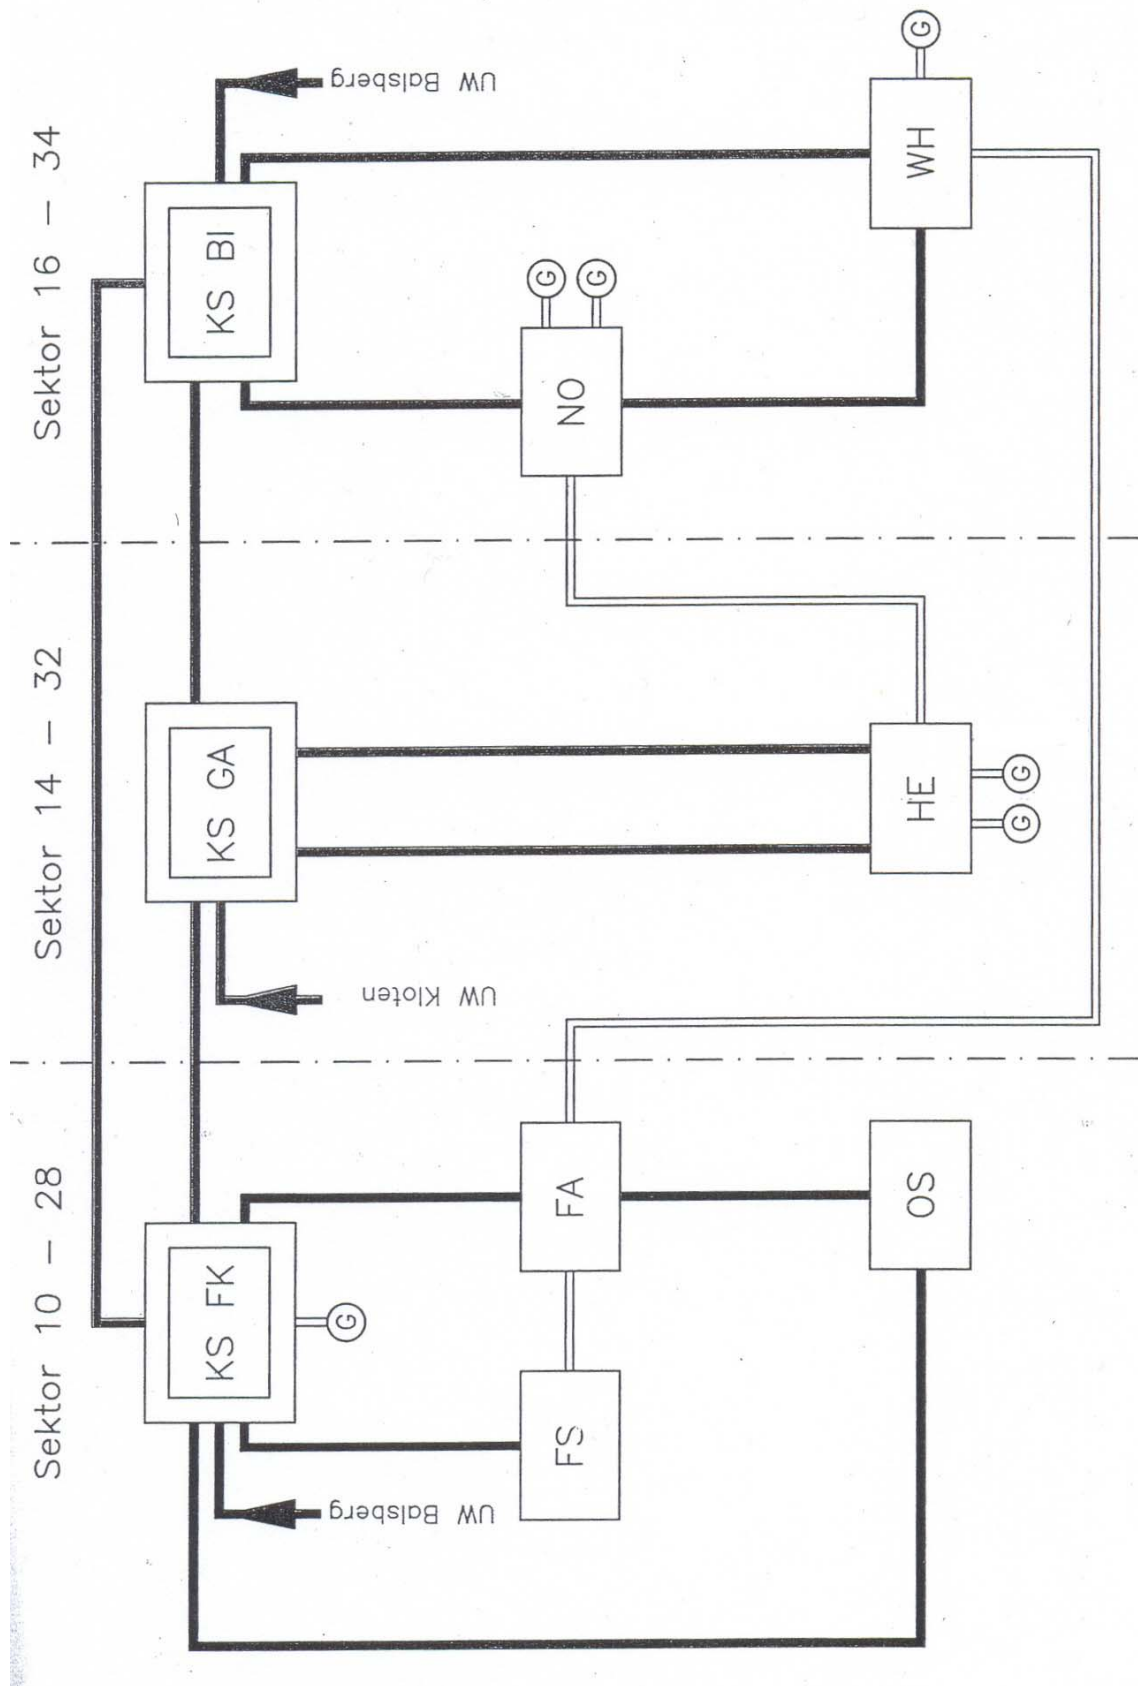 Sektor 10 – 28
Sektor 14 – 32
Sektor 16 – 34
KS FK
KS GA
KS BI
G
UW Balsberg
UW Kloten
UW Balsberg
FS
FA
NO
G
G
OS
HE
G
G
WH
G